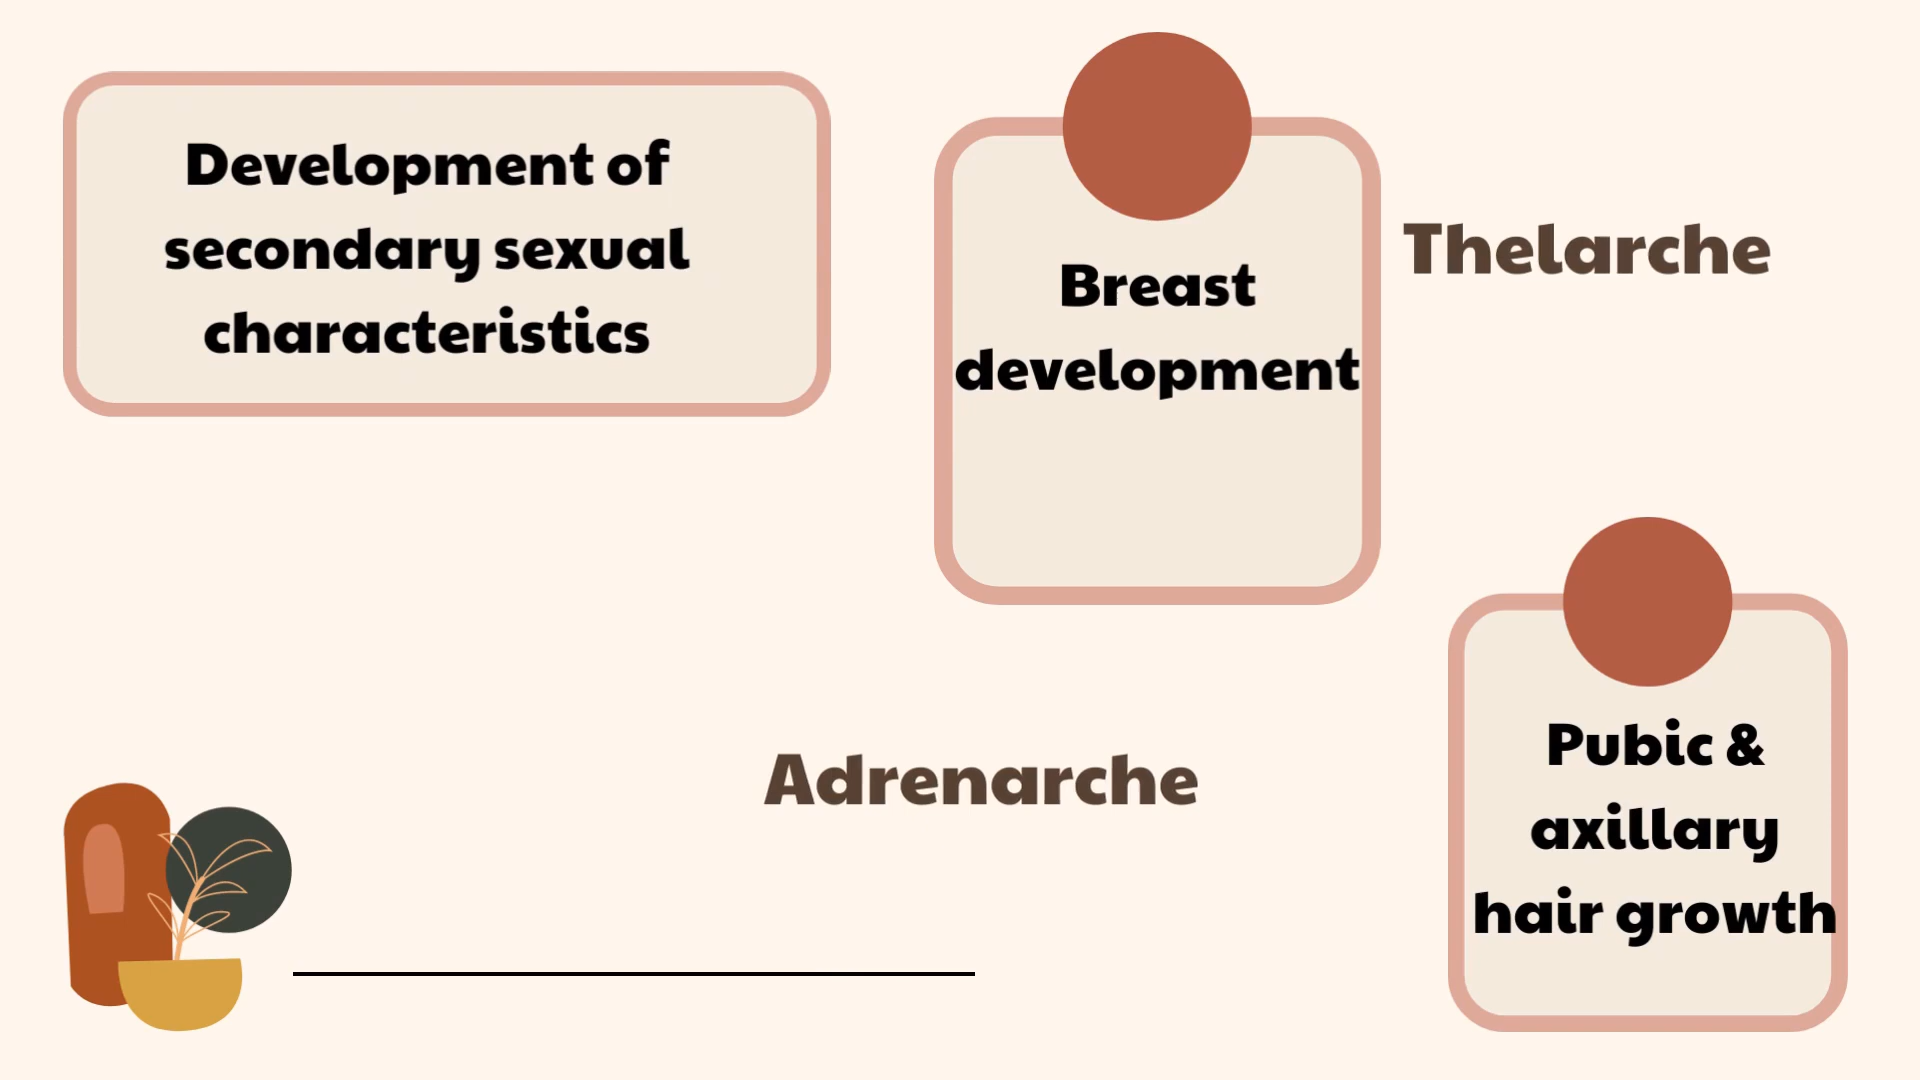 Development of
secondary sexual
characteristics
Breast
development
Thelarche
Adrenarche
Pubic &
axillary
hair growth